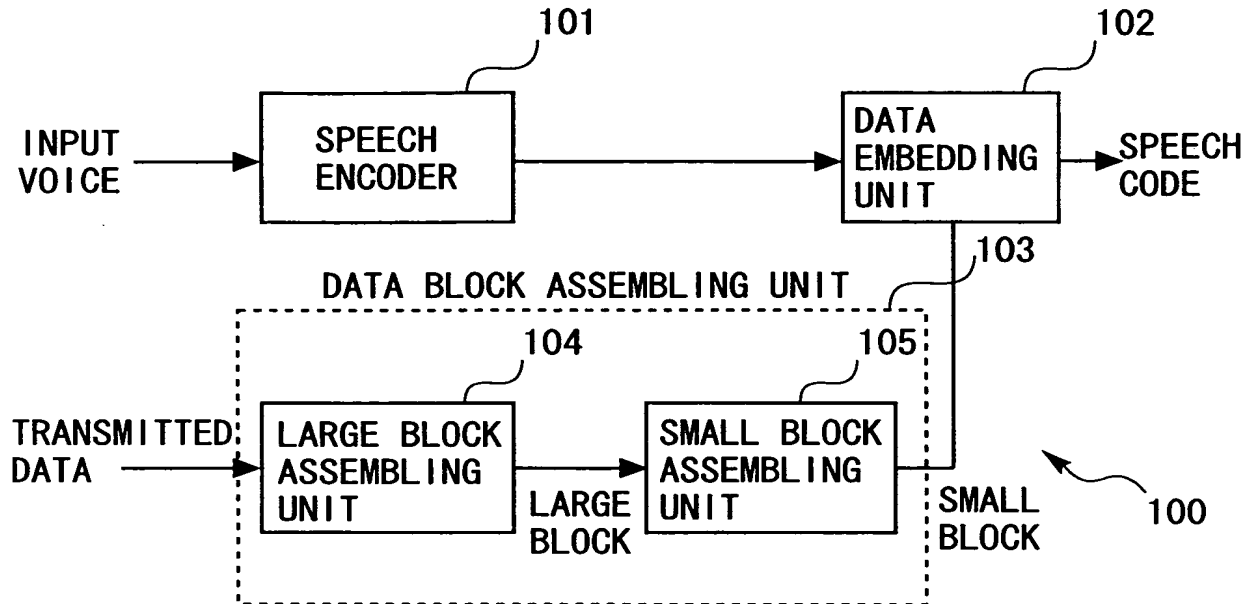 101
102
INPUT
VOICE
SPEECH
ENCODER
DATA
EMBEDDING
UNIT
SPEECH
CODE
103
DATA BLOCK ASSEMBLING UNIT
104
105
TRANSMITTED
DATA
LARGE BLOCK
ASSEMBLING
UNIT
LARGE
BLOCK
SMALL BLOCK
ASSEMBLING
UNIT
SMALL
BLOCK
100